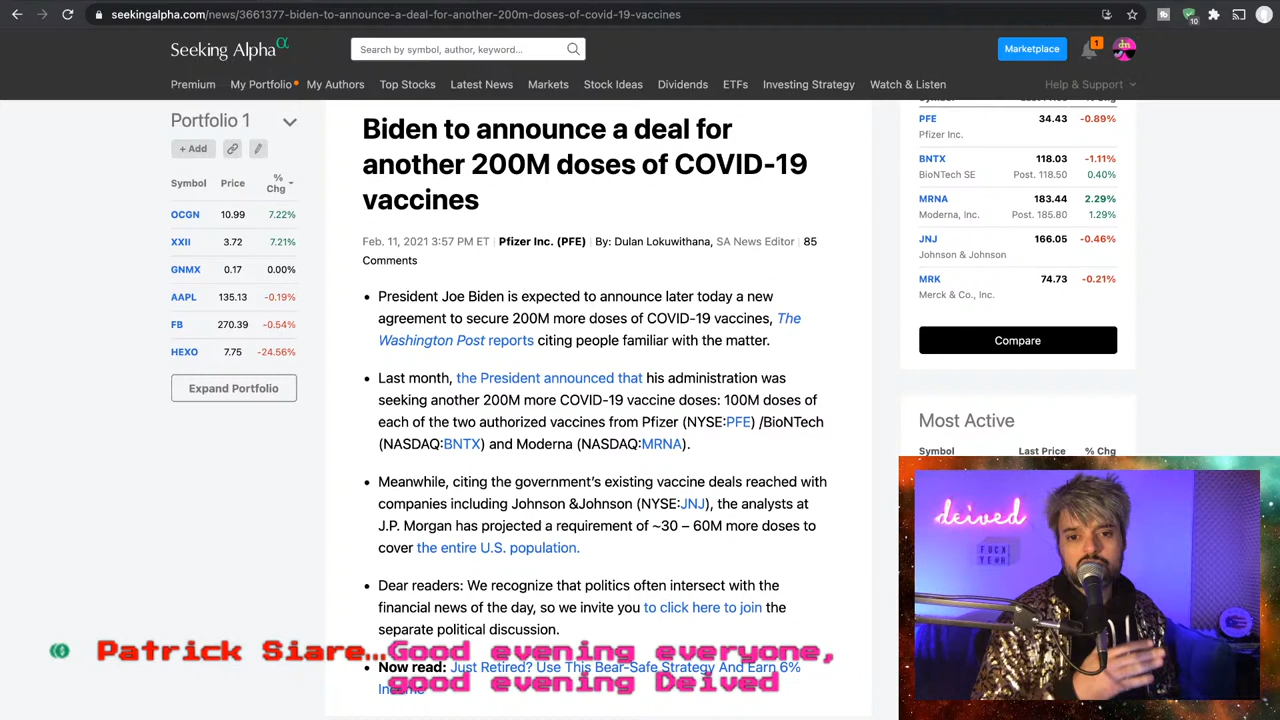 seekingalpha.com/news/3661377-biden-to-announce-a-deal-for-another-200m-doses-of-covid-19-vaccines
10
Seeking Alpha α
Search by symbol, author, keyword...
Marketplace
1
dn
Premium My Portfolio My Authors Top Stocks Latest News Markets Stock Ideas Dividends ETFs Investing Strategy Watch & Listen Help & Support
Portfolio 1
+ Add
Symbol Price % Chg
OCGN 10.99 7.22%
XXII 3.72 7.21%
GNMX 0.17 0.00%
AAPL 135.13 -0.19%
FB 270.39 -0.54%
HEXO 7.75 -24.56%
Expand Portfolio
Biden to announce a deal for
another 200M doses of COVID-19
vaccines
Feb. 11, 2021 3:57 PM ET | Pfizer Inc. (PFE) | By: Dulan Lokuwithana, SA News Editor | 85
Comments
• President Joe Biden is expected to announce later today a new
agreement to secure 200M more doses of COVID-19 vaccines, The
Washington Post reports citing people familiar with the matter.
• Last month, the President announced that his administration was
seeking another 200M more COVID-19 vaccine doses: 100M doses of
each of the two authorized vaccines from Pfizer (NYSE:PFE) /BioNTech
(NASDAQ:BNTX) and Moderna (NASDAQ:MRNA).
• Meanwhile, citing the government's existing vaccine deals reached with
companies including Johnson &Johnson (NYSE:JNJ), the analysts at
J.P. Morgan has projected a requirement of ~30 – 60M more doses to
cover the entire U.S. population.
• Dear readers: We recognize that politics often intersect with the
financial news of the day, so we invite you to click here to join the
separate political discussion.
• Now read: Just Retired? Use This Bear-Safe Strategy And Earn 6%
Income
Patrick Siare...Good evening everyone,
good evening Deived
Symbol Last Price % Chg
PFE 34.43 -0.89%
Pfizer Inc.
BNTX 118.03 -1.11%
BioNTech SE Post. 118.50 0.40%
MRNA 183.44 2.29%
Moderna, Inc. Post. 185.80 1.29%
JNJ 166.05 -0.46%
Johnson & Johnson
MRK 74.73 -0.21%
Merck & Co., Inc.
Compare
Most Active
Symbol Last Price % Chg
deived
FUCK
YEAH